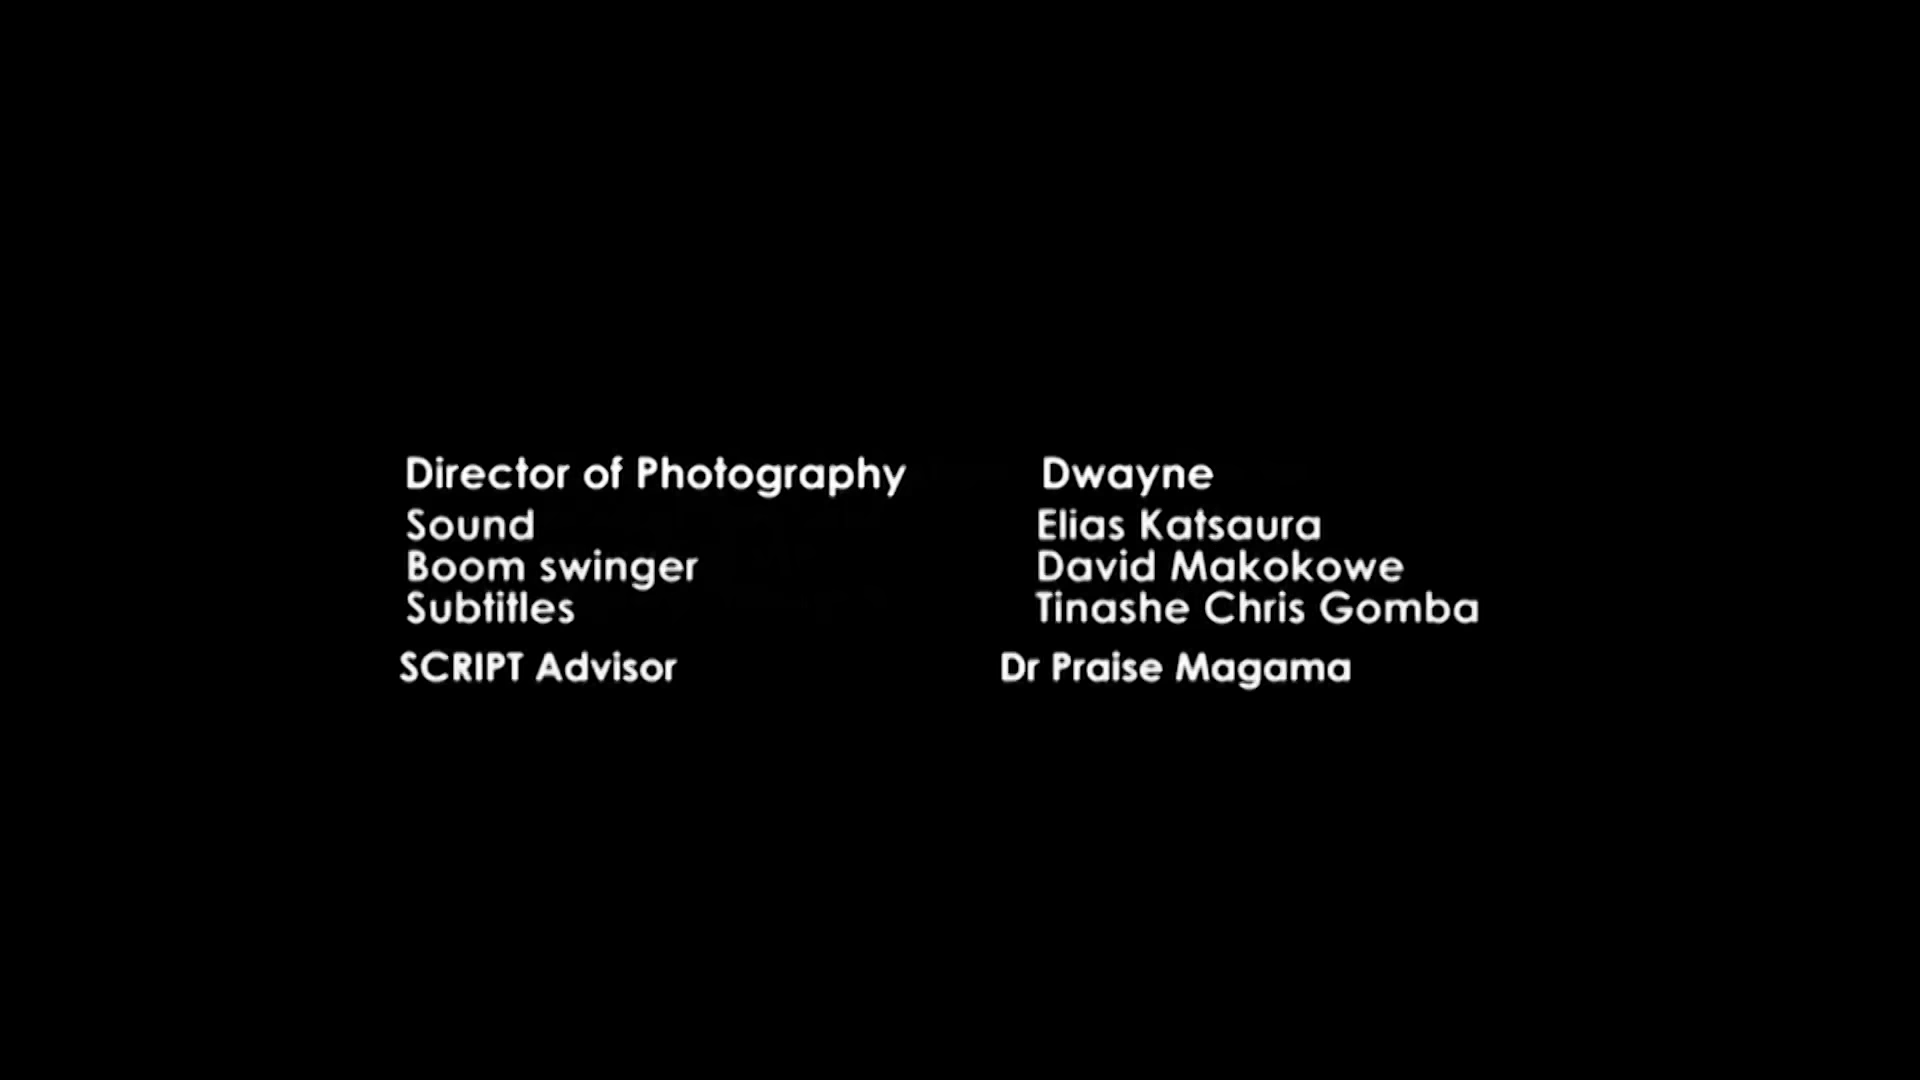 Director of Photography Dwayne
Sound Elias Katsaura
Boom swinger David Makokowe
Subtitles Tinashe Chris Gomba
SCRIPT Advisor Dr Praise Magama